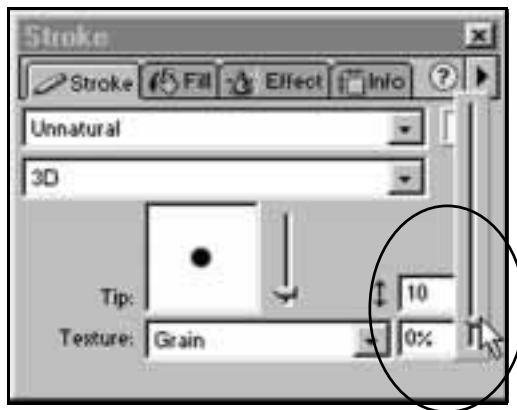 Stroke
Stroke Fill Effect Info ?
Unnatural
3D
Tip: 10
Texture: Grain 0%